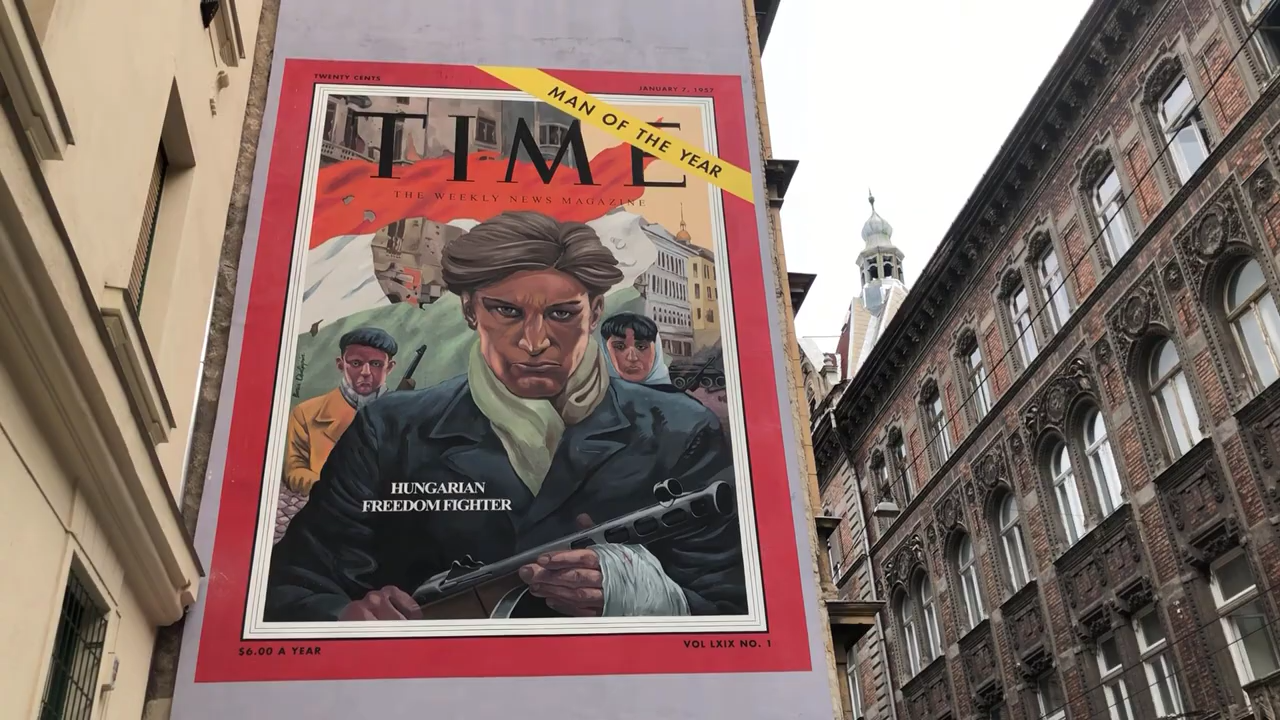 TWENTY CENTS
JANUARY 7, 1957
MAN OF THE YEAR
TIME
THE WEEKLY NEWS MAGAZINE
HUNGARIAN
FREEDOM FIGHTER
$6.00 A YEAR
VOL LXIX NO. 1